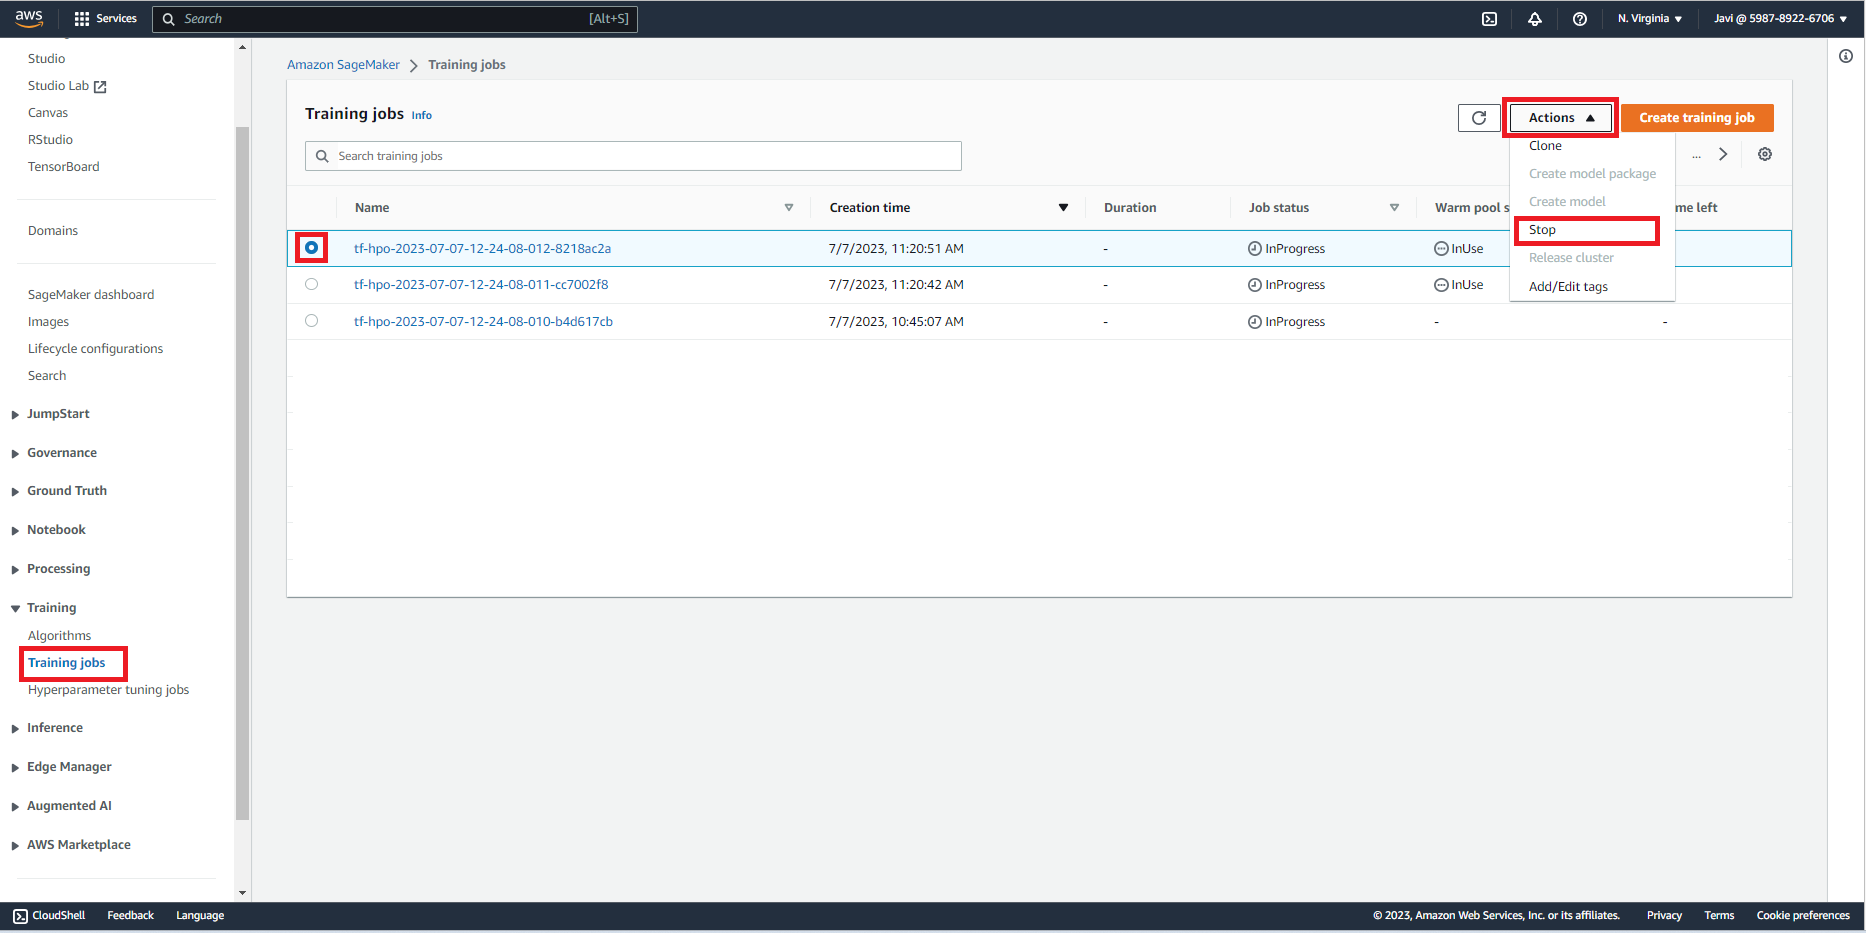 aws Services Search [Alt+S] N. Virginia Javi @ 5987-8922-6706
Studio
Studio Lab
Canvas
RStudio
TensorBoard
Domains
SageMaker dashboard
Images
Lifecycle configurations
Search
JumpStart
Governance
Ground Truth
Notebook
Processing
Training
Algorithms
Training jobs
Hyperparameter tuning jobs
Inference
Edge Manager
Augmented AI
AWS Marketplace
Amazon SageMaker Training jobs
Training jobs Info
Actions Create training job
Search training jobs
...
Clone
Create model package
Create model
Stop
Release cluster
Add/Edit tags
Name Creation time Duration Job status Warm pool s me left
tf-hpo-2023-07-07-12-24-08-012-8218ac2a 7/7/2023, 11:20:51 AM - InProgress InUse
tf-hpo-2023-07-07-12-24-08-011-cc7002f8 7/7/2023, 11:20:42 AM - InProgress InUse
tf-hpo-2023-07-07-12-24-08-010-b4d617cb 7/7/2023, 10:45:07 AM - InProgress - -
CloudShell Feedback Language © 2023, Amazon Web Services, Inc. or its affiliates. Privacy Terms Cookie preferences